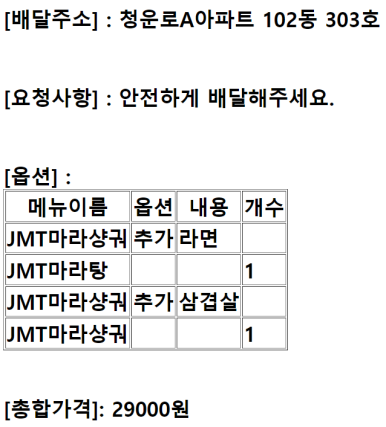 [배달주소] : 청운로A아파트 102동 303호
[요청사항] : 안전하게 배달해주세요.
[옵션] :
메뉴이름 옵션 내용 개수
JMT마라샹궈 추가 라면
JMT마라탕 1
JMT마라샹궈 추가 삼겹살
JMT마라샹궈 1
[총합가격]: 29000원